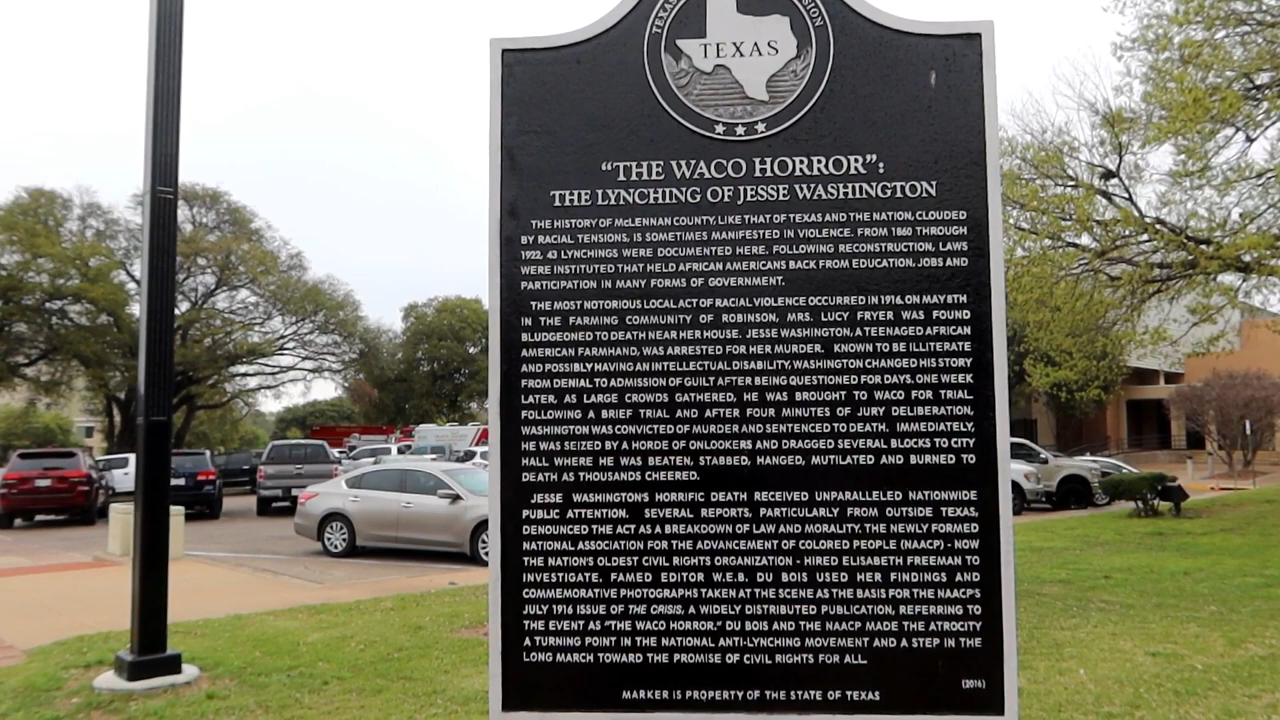 TEXAS
SION
TEXAS
“THE WACO HORROR”:
THE LYNCHING OF JESSE WASHINGTON
THE HISTORY OF McLENNAN COUNTY, LIKE THAT OF TEXAS AND THE NATION, CLOUDED
BY RACIAL TENSIONS, IS SOMETIMES MANIFESTED IN VIOLENCE. FROM 1860 THROUGH
1922, 43 LYNCHINGS WERE DOCUMENTED HERE. FOLLOWING RECONSTRUCTION, LAWS
WERE INSTITUTED THAT HELD AFRICAN AMERICANS BACK FROM EDUCATION, JOBS AND
PARTICIPATION IN MANY FORMS OF GOVERNMENT.
THE MOST NOTORIOUS LOCAL ACT OF RACIAL VIOLENCE OCCURRED IN 1916. ON MAY 8TH
IN THE FARMING COMMUNITY OF ROBINSON, MRS. LUCY FRYER WAS FOUND
BLUDGEONED TO DEATH NEAR HER HOUSE. JESSE WASHINGTON, A TEENAGED AFRICAN
AMERICAN FARMHAND, WAS ARRESTED FOR HER MURDER. KNOWN TO BE ILLITERATE
AND POSSIBLY HAVING AN INTELLECTUAL DISABILITY, WASHINGTON CHANGED HIS STORY
FROM DENIAL TO ADMISSION OF GUILT AFTER BEING QUESTIONED FOR DAYS. ONE WEEK
LATER, AS LARGE CROWDS GATHERED, HE WAS BROUGHT TO WACO FOR TRIAL.
FOLLOWING A BRIEF TRIAL AND AFTER FOUR MINUTES OF JURY DELIBERATION,
WASHINGTON WAS CONVICTED OF MURDER AND SENTENCED TO DEATH. IMMEDIATELY,
HE WAS SEIZED BY A HORDE OF ONLOOKERS AND DRAGGED SEVERAL BLOCKS TO CITY
HALL WHERE HE WAS BEATEN, STABBED, HANGED, MUTILATED AND BURNED TO
DEATH AS THOUSANDS CHEERED.
JESSE WASHINGTON'S HORRIFIC DEATH RECEIVED UNPARALLELED NATIONWIDE
PUBLIC ATTENTION. SEVERAL REPORTS, PARTICULARLY FROM OUTSIDE TEXAS,
DENOUNCED THE ACT AS A BREAKDOWN OF LAW AND MORALITY. THE NEWLY FORMED
NATIONAL ASSOCIATION FOR THE ADVANCEMENT OF COLORED PEOPLE (NAACP) - NOW
THE NATION'S OLDEST CIVIL RIGHTS ORGANIZATION - HIRED ELISABETH FREEMAN TO
INVESTIGATE. FAMED EDITOR W.E.B. DU BOIS USED HER FINDINGS AND
COMMEMORATIVE PHOTOGRAPHS TAKEN AT THE SCENE AS THE BASIS FOR THE NAACP'S
JULY 1916 ISSUE OF THE CRISIS, A WIDELY DISTRIBUTED PUBLICATION, REFERRING TO
THE EVENT AS “THE WACO HORROR.” DU BOIS AND THE NAACP MADE THE ATROCITY
A TURNING POINT IN THE NATIONAL ANTI-LYNCHING MOVEMENT AND A STEP IN THE
LONG MARCH TOWARD THE PROMISE OF CIVIL RIGHTS FOR ALL.
(2016)
MARKER IS PROPERTY OF THE STATE OF TEXAS